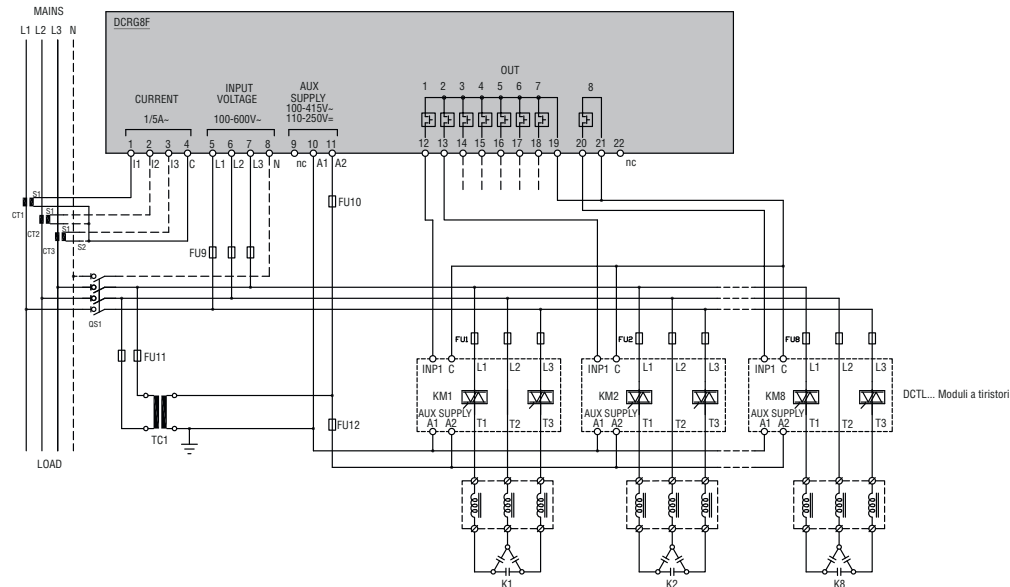 MAINS
L1 L2 L3 N
DCRG8F
CURRENT
1/5A~
INPUT
VOLTAGE
100-600V~
AUX
SUPPLY
100-415V~
110-250V=
OUT
1 2 3 4 5 6 7 8
1 2 3 4 5 6 7 8 9 10 11 12 13 14 15 16 17 18 19 20 21 22
I1 I2 I3 C L1 L2 L3 N nc A1 A2 nc
S1
CT1
S1
CT2
S1
CT3
S2
FU10
FU9
QS1
FU11
TC1
FU12
LOAD
FU1 FU2 FU8
INP1 C L1 L2 L3 INP1 C L1 L2 L3 INP1 C L1 L2 L3
KM1 KM2 KM8
DCTL... Moduli a tiristori
AUX SUPPLY AUX SUPPLY AUX SUPPLY
A1 A2 T1 T2 T3 A1 A2 T1 T2 T3 A1 A2 T1 T2 T3
K1 K2 K8